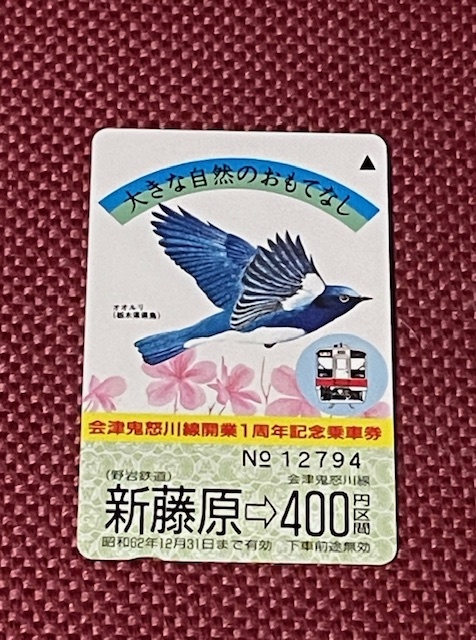 大きな自然のおもてなし
オオルリ
(栃木県県鳥)
会津鬼怒川線開業1周年記念乗車券
No 12794
(野岩鉄道)
会津鬼怒川線
新藤原⇨400円区間
昭和62年12月31日まで有効 下車前途無効